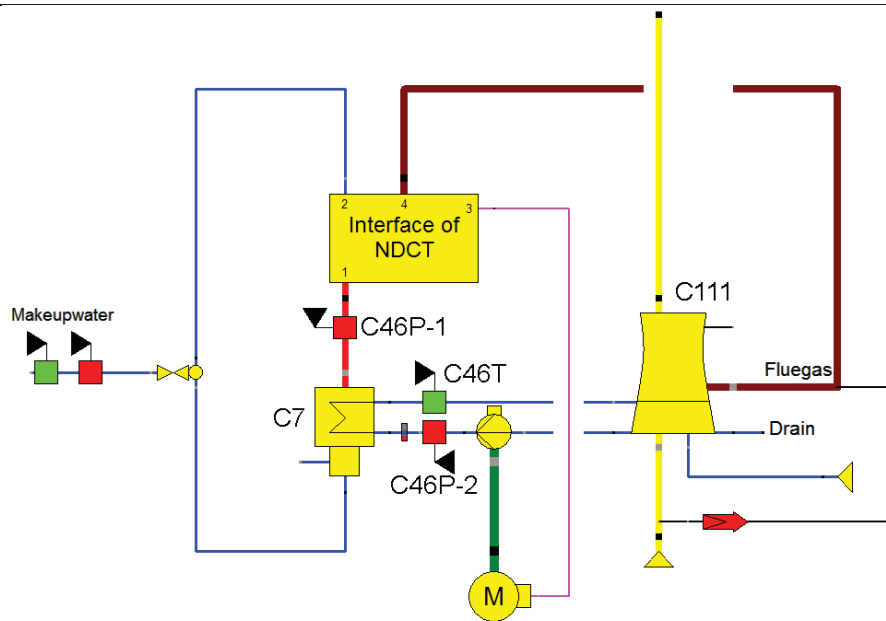 C111
2
4
3
Interface of
NDCT
1
Makeupwater
C46P-1
C46T
Fluegas
C7
Drain
C46P-2
M